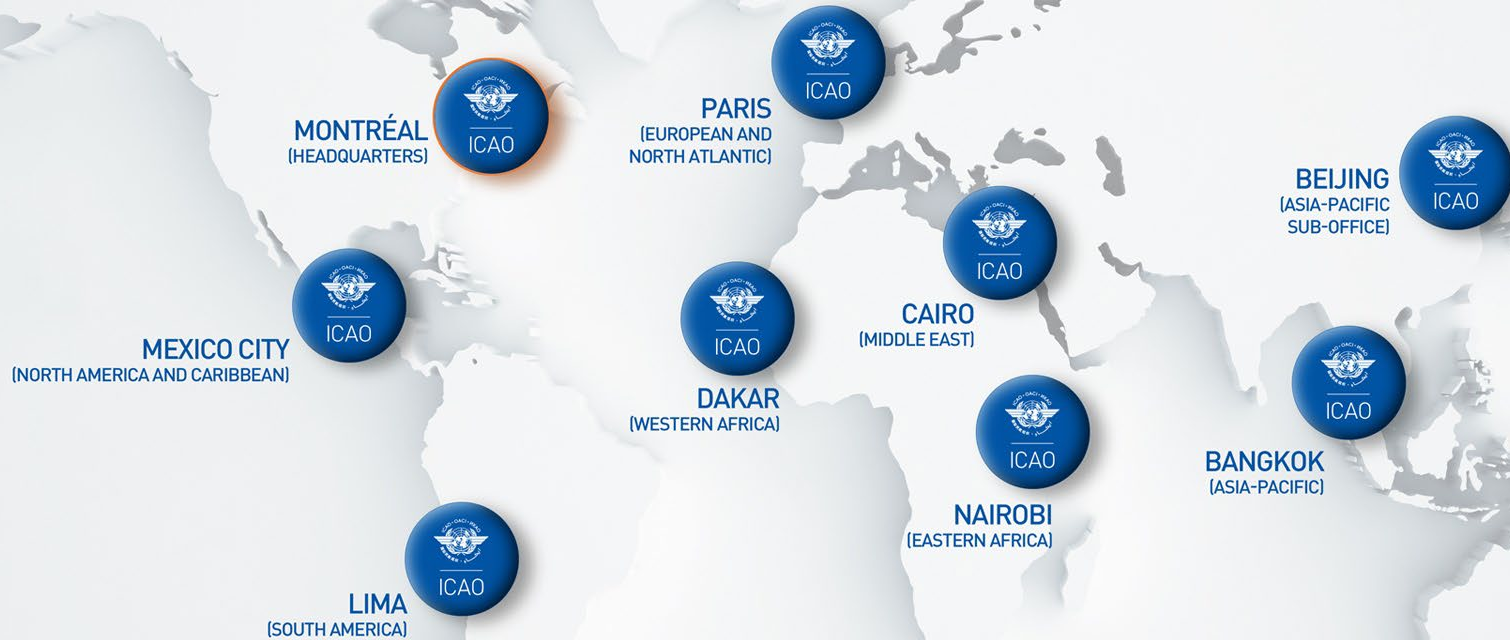 ICAO
PARIS
(EUROPEAN AND
NORTH ATLANTIC)
ICAO
MONTRÉAL
(HEADQUARTERS)
ICAO
BEIJING
(ASIA-PACIFIC
SUB-OFFICE)
ICAO
CAIRO
(MIDDLE EAST)
ICAO
MEXICO CITY
(NORTH AMERICA AND CARIBBEAN)
ICAO
DAKAR
(WESTERN AFRICA)
ICAO
BANGKOK
(ASIA-PACIFIC)
ICAO
NAIROBI
(EASTERN AFRICA)
ICAO
LIMA
(SOUTH AMERICA)